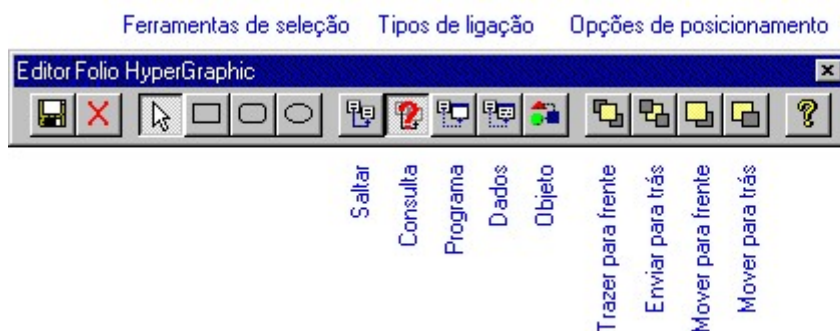 Ferramentas de seleção Tipos de ligação Opções de posicionamento
Editor Folio HyperGraphic
Saltar
Consulta
Programa
Dados
Objeto
Trazer para frente
Enviar para trás
Mover para frente
Mover para trás